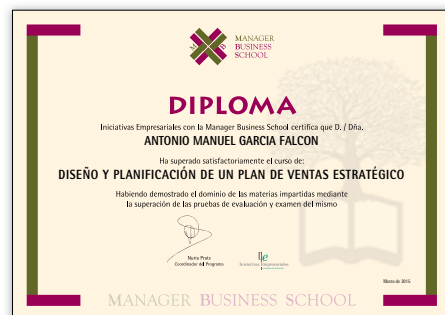 MANAGER
BUSINESS
SCHOOL
M B
DIPLOMA
Iniciativas Empresariales con la Manager Business School certifica que D. / Dña.
ANTONIO MANUEL GARCIA FALCON
Ha superado satisfactoriamente el curso de:
DISEÑO Y PLANIFICACIÓN DE UN PLAN DE VENTAS ESTRATÉGICO
Habiendo demostrado el dominio de las materias impartidas mediante
la superación de las pruebas de evaluación y examen del mismo
Nuria Prats
Coordinador del Programa
Iniciativas Empresariales
Marzo de 2015
MANAGER BUSINESS SCHOOL